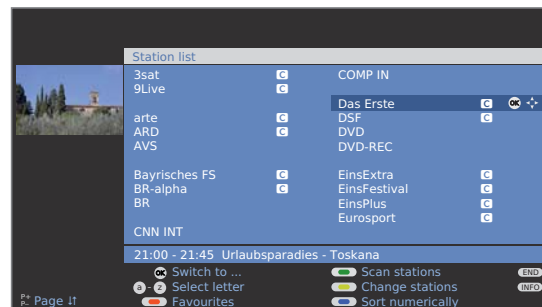 Station list
3sat C COMP IN
9Live C
Das Erste C OK
arte C DSF C
ARD C DVD
AVS DVD-REC
Bayrisches FS C EinsExtra C
BR-alpha C EinsFestival C
BR EinsPlus C
Eurosport C
CNN INT
21:00 - 21:45 Urlaubsparadies - Toskana
OK Switch to ... Scan stations END
a - z Select letter Change stations INFO
P+ P- Page Favourites Sort numerically